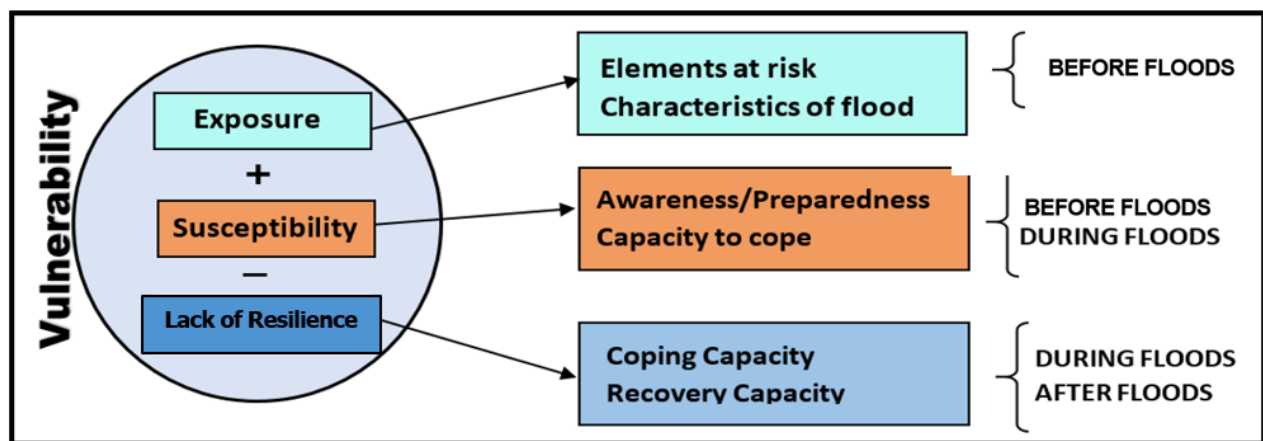 Vulnerability
Exposure
+
Susceptibility
–
Lack of Resilience
Elements at risk
Characteristics of flood
BEFORE FLOODS
Awareness/Preparedness
Capacity to cope
BEFORE FLOODS
DURING FLOODS
Coping Capacity
Recovery Capacity
DURING FLOODS
AFTER FLOODS